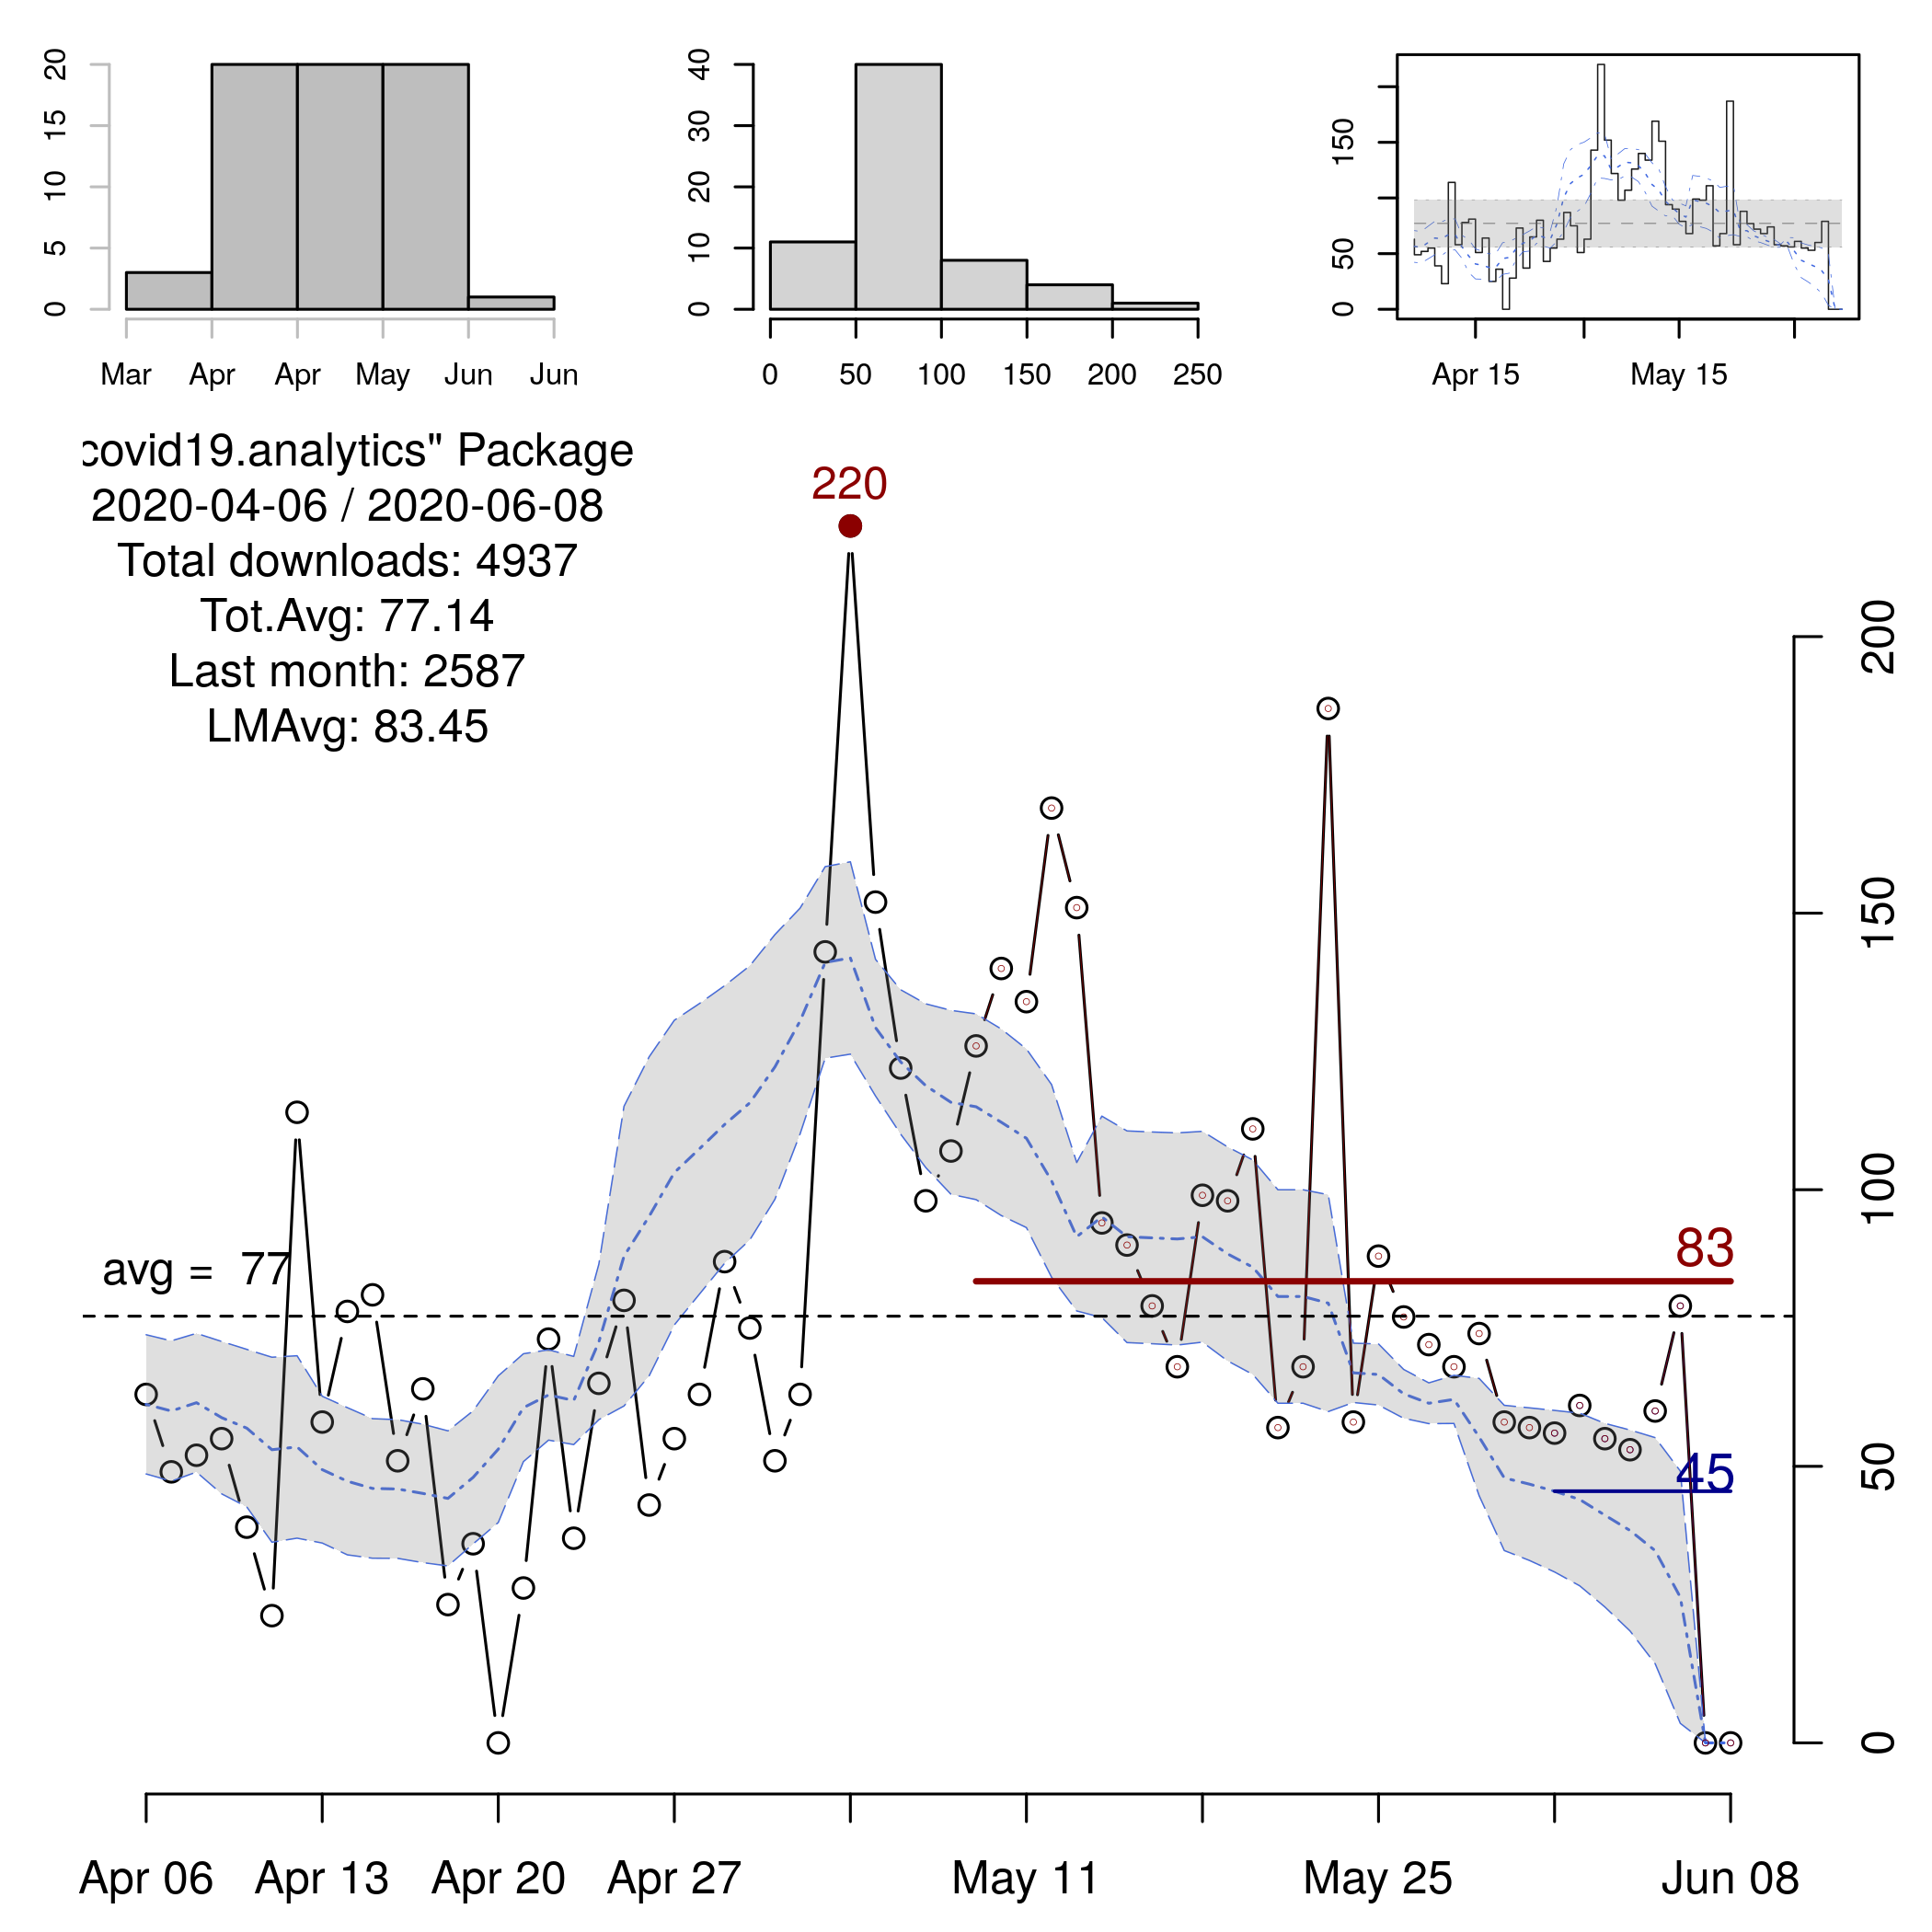 20
15
10
5
0
Mar Apr Apr May Jun Jun
40
30
20
10
0
0 50 100 150 200 250
150
50
0
Apr 15 May 15
covid19.analytics" Package
2020-04-06 / 2020-06-08
Total downloads: 4937
Tot.Avg: 77.14
Last month: 2587
LMAvg: 83.45
220
avg = 77
83
45
200
150
100
50
0
Apr 06 Apr 13 Apr 20 Apr 27 May 11 May 25 Jun 08